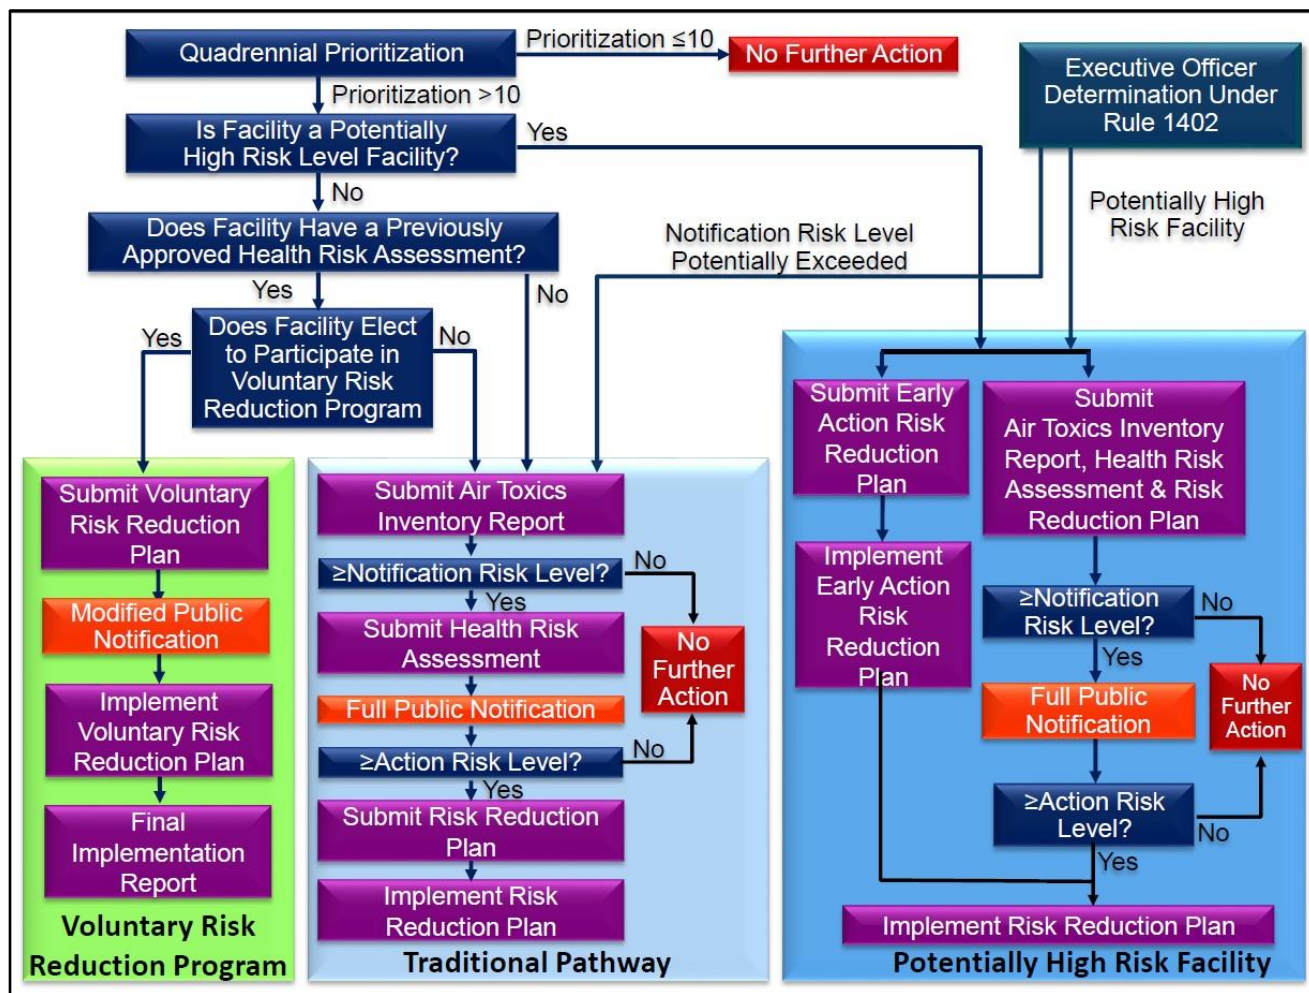 Quadrennial Prioritization
Prioritization ≤10
No Further Action
Executive Officer
Determination Under
Rule 1402
Prioritization >10
Is Facility a Potentially
High Risk Level Facility?
Yes
No
Does Facility Have a Previously
Approved Health Risk Assessment?
Notification Risk Level
Potentially Exceeded
Potentially High
Risk Facility
Yes
No
Does Facility Elect
to Participate in
Voluntary Risk
Reduction Program
Yes
No
Submit Voluntary
Risk Reduction
Plan
Modified Public
Notification
Implement
Voluntary Risk
Reduction Plan
Final
Implementation
Report
Voluntary Risk
Reduction Program
Submit Air Toxics
Inventory Report
≥Notification Risk Level?
No
Yes
Submit Health Risk
Assessment
No
Further
Action
Full Public Notification
≥Action Risk Level?
No
Yes
Submit Risk Reduction
Plan
Implement Risk
Reduction Plan
Traditional Pathway
Submit Early
Action Risk
Reduction
Plan
Implement
Early Action
Risk
Reduction
Plan
Submit
Air Toxics Inventory
Report, Health Risk
Assessment & Risk
Reduction Plan
≥Notification
Risk Level?
No
Yes
Full Public
Notification
No
Further
Action
≥Action Risk
Level?
No
Yes
Implement Risk Reduction Plan
Potentially High Risk Facility